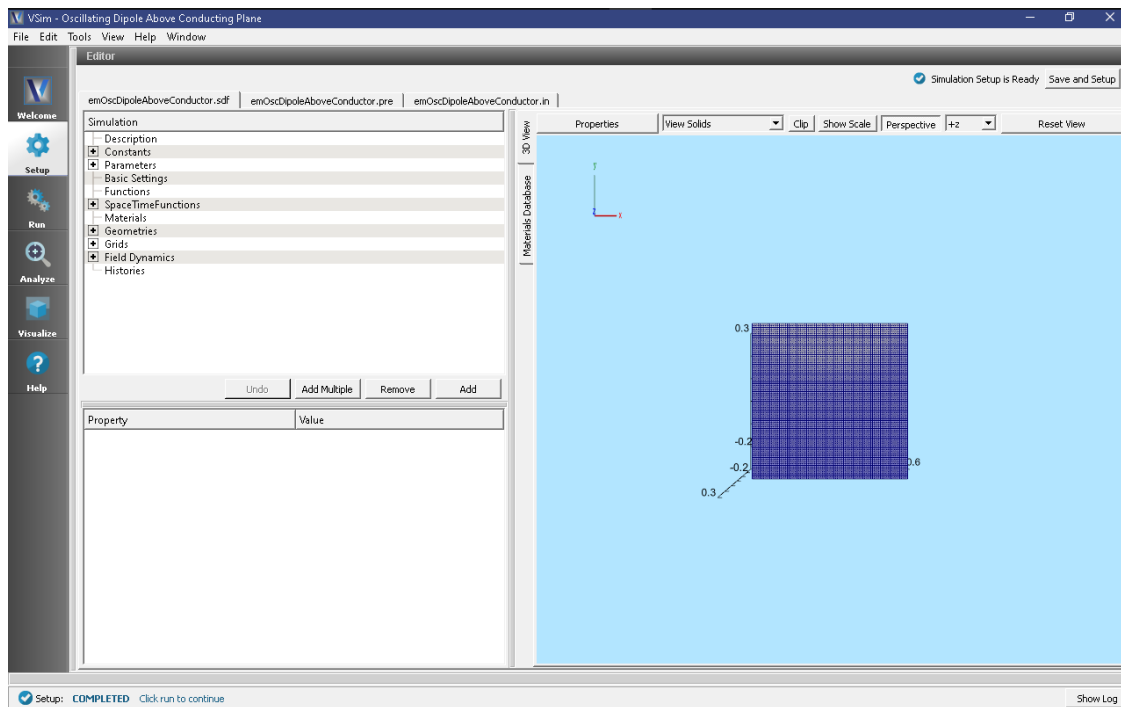 VSim - Oscillating Dipole Above Conducting Plane
File Edit Tools View Help Window
Editor
Simulation Setup is Ready Save and Setup
emOscDipoleAboveConductor.sdf emOscDipoleAboveConductor.pre emOscDipoleAboveConductor.in
Welcome
Setup
Run
Analyze
Visualize
Help
Simulation
Description
Constants
Parameters
Basic Settings
Functions
SpaceTimeFunctions
Materials
Geometries
Grids
Field Dynamics
Histories
Undo Add Multiple Remove Add
Property Value
3D View
Materials Database
Properties View Solids Clip Show Scale Perspective +z Reset View
y
z x
0.3
-0.2
-0.2 0.6
0.3
Setup: COMPLETED Click run to continue Show Log